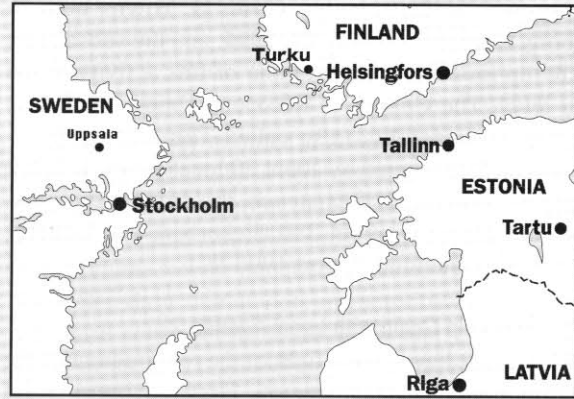 FINLAND
Turku
Helsingfors
SWEDEN
Uppsala
Tallinn
ESTONIA
Stockholm
Tartu
LATVIA
Riga